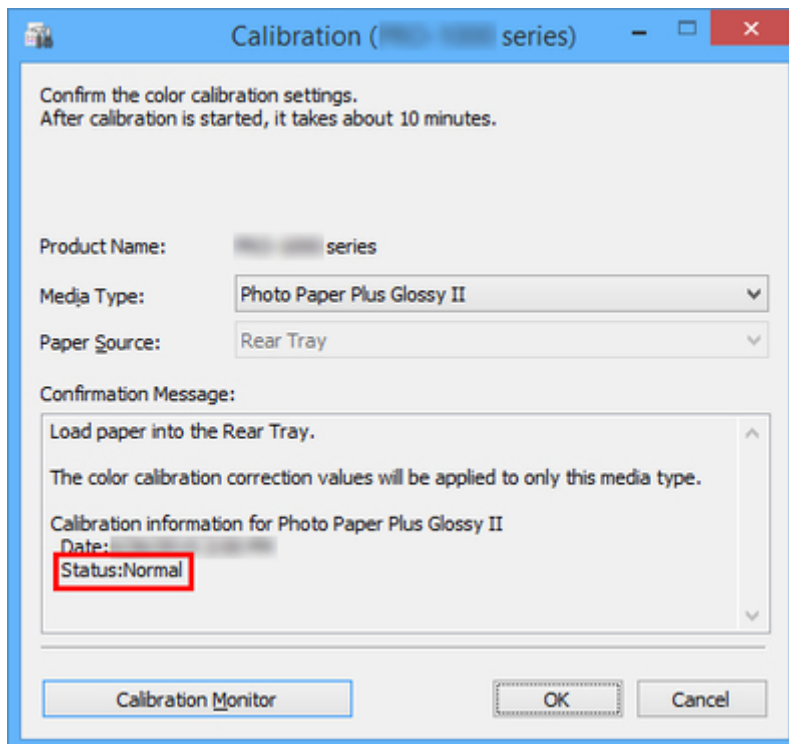 Calibration ( series)
Confirm the color calibration settings.
After calibration is started, it takes about 10 minutes.
Product Name: series
Media Type: Photo Paper Plus Glossy II
Paper Source: Rear Tray
Confirmation Message:
Load paper into the Rear Tray.
The color calibration correction values will be applied to only this media type.
Calibration information for Photo Paper Plus Glossy II
Date:
Status:Normal
Calibration Monitor OK Cancel